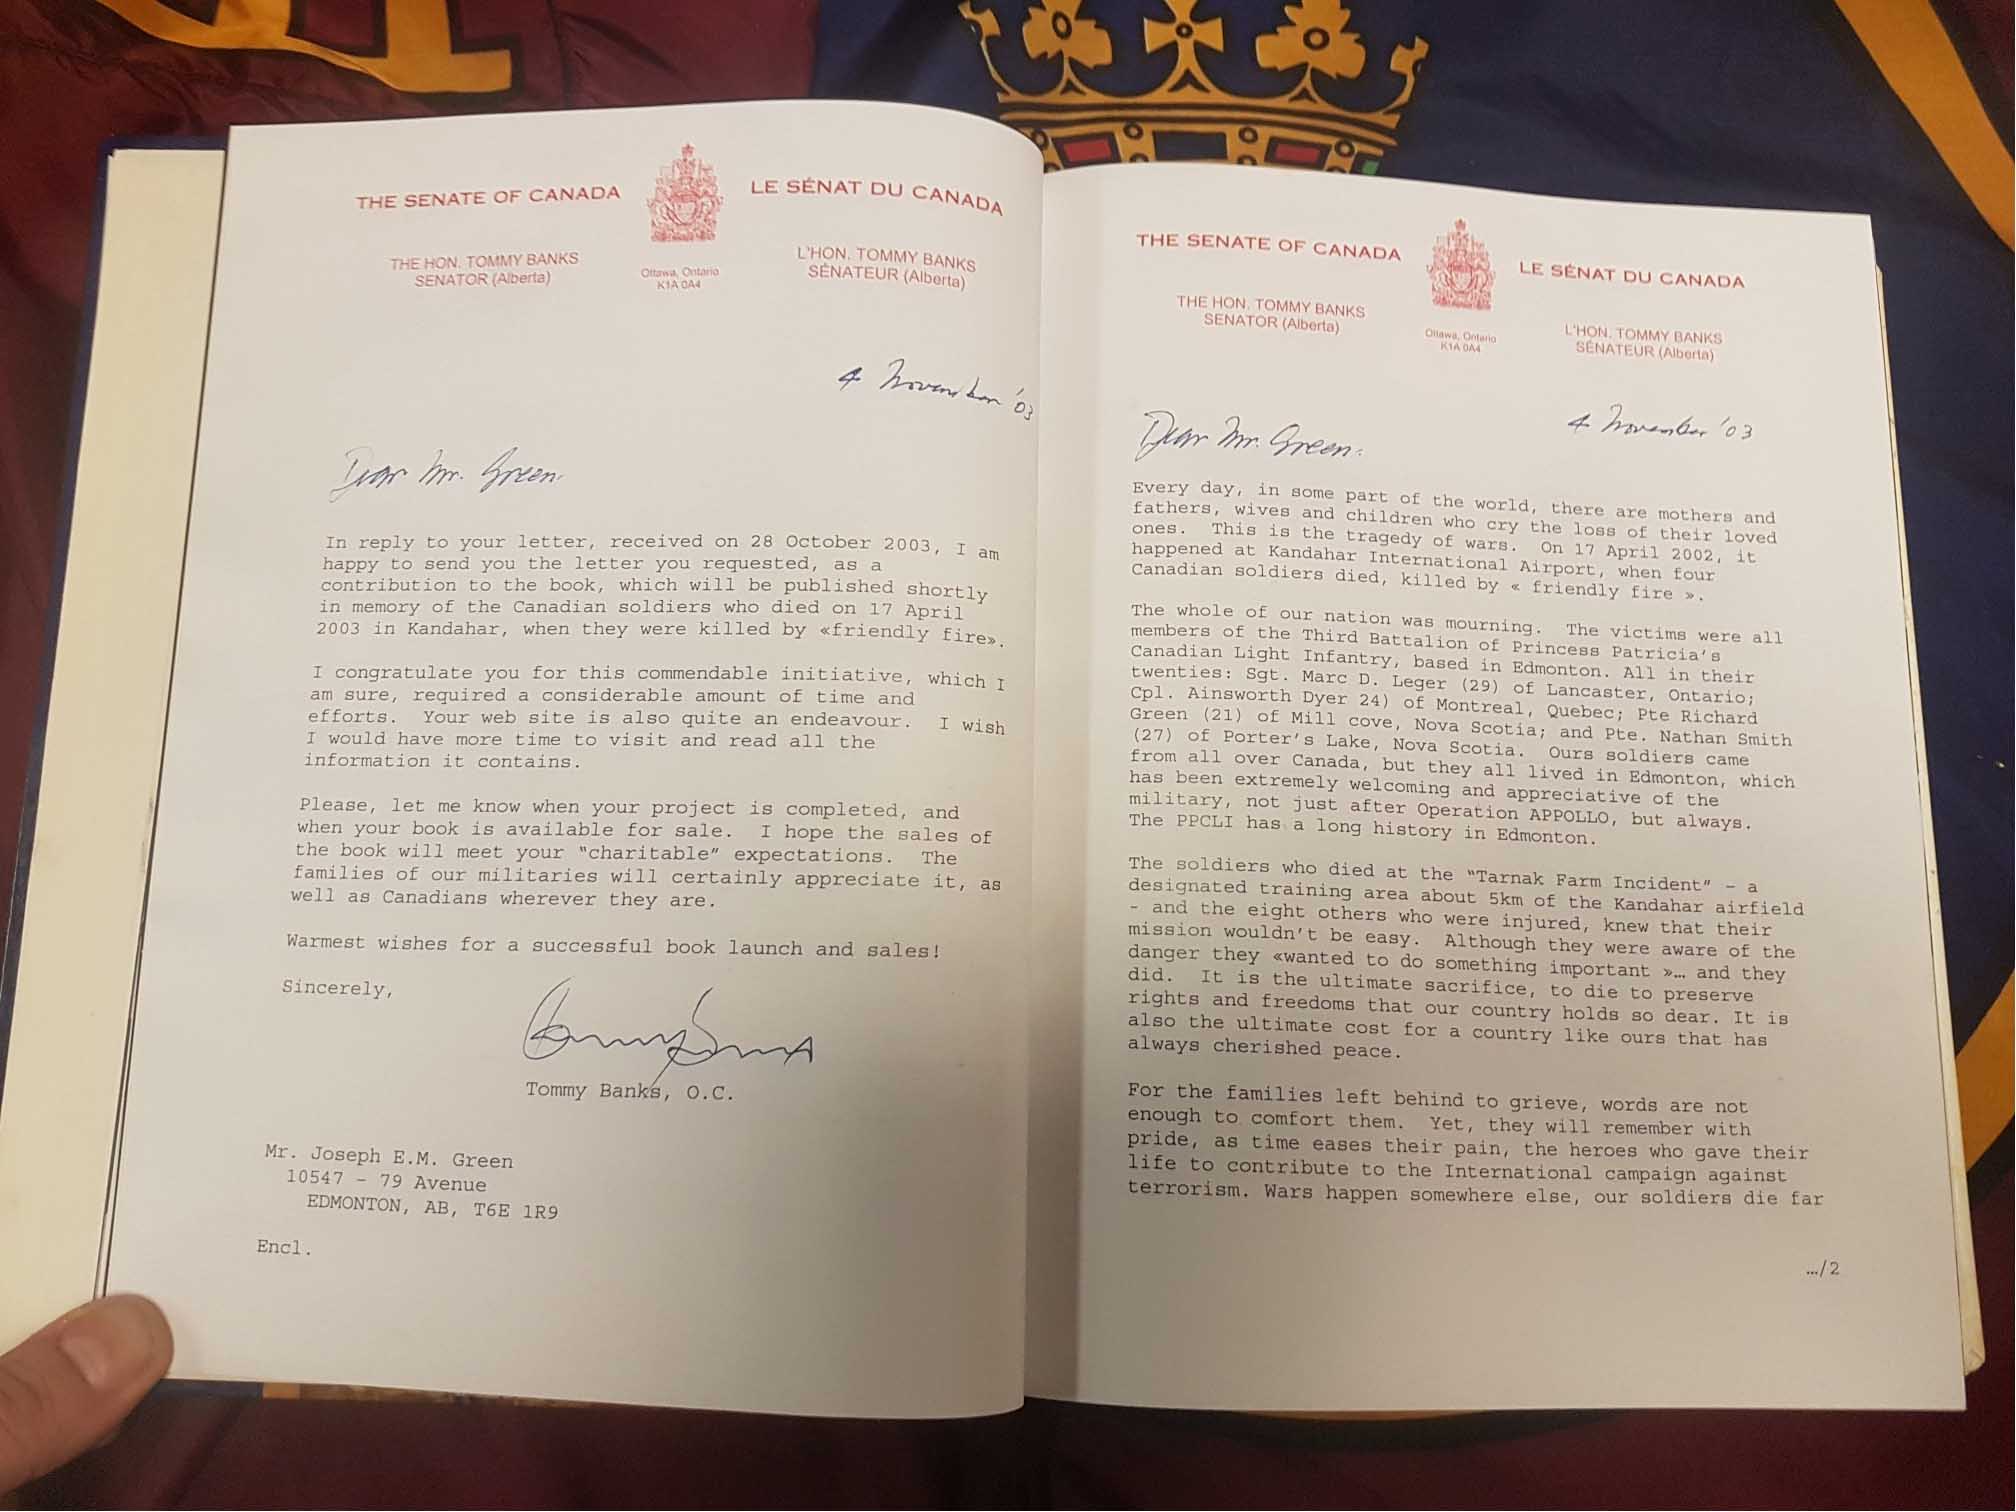 THE SENATE OF CANADA
LE SÉNAT DU CANADA
THE HON. TOMMY BANKS
SENATOR (Alberta)
Ottawa, Ontario
K1A 0A4
L'HON. TOMMY BANKS
SÉNATEUR (Alberta)
4 November '03
Dear Mr. Green.
In reply to your letter, received on 28 October 2003, I am
happy to send you the letter you requested, as a
contribution to the book, which will be published shortly
in memory of the Canadian soldiers who died on 17 April
2003 in Kandahar, when they were killed by «friendly fire».
I congratulate you for this commendable initiative, which I
am sure, required a considerable amount of time and
efforts. Your web site is also quite an endeavour. I wish
I would have more time to visit and read all the
information it contains.
Please, let me know when your project is completed, and
when your book is available for sale. I hope the sales of
the book will meet your "charitable" expectations. The
families of our militaries will certainly appreciate it, as
well as Canadians wherever they are.
Warmest wishes for a successful book launch and sales!
Sincerely,
Tommy Banks
Tommy Banks, O.C.
Mr. Joseph E.M. Green
10547 - 79 Avenue
EDMONTON, AB, T6E 1R9
Encl.
THE SENATE OF CANADA
LE SÉNAT DU CANADA
THE HON. TOMMY BANKS
SENATOR (Alberta)
Ottawa, Ontario
K1A 0A4
L'HON. TOMMY BANKS
SÉNATEUR (Alberta)
4 November '03
Dear Mr. Green.
Every day, in some part of the world, there are mothers and
fathers, wives and children who cry the loss of their loved
ones. This is the tragedy of wars. On 17 April 2002, it
happened at Kandahar International Airport, when four
Canadian soldiers died, killed by « friendly fire ».
The whole of our nation was mourning. The victims were all
members of the Third Battalion of Princess Patricia's
Canadian Light Infantry, based in Edmonton. All in their
twenties: Sgt. Marc D. Leger (29) of Lancaster, Ontario;
Cpl. Ainsworth Dyer 24) of Montreal, Quebec; Pte Richard
Green (21) of Mill cove, Nova Scotia; and Pte. Nathan Smith
(27) of Porter's Lake, Nova Scotia. Ours soldiers came
from all over Canada, but they all lived in Edmonton, which
has been extremely welcoming and appreciative of the
military, not just after Operation APPOLLO, but always.
The PPCLI has a long history in Edmonton.
The soldiers who died at the "Tarnak Farm Incident" - a
designated training area about 5km of the Kandahar airfield
- and the eight others who were injured, knew that their
mission wouldn't be easy. Although they were aware of the
danger they «wanted to do something important »… and they
did. It is the ultimate sacrifice, to die to preserve
rights and freedoms that our country holds so dear. It is
also the ultimate cost for a country like ours that has
always cherished peace.
For the families left behind to grieve, words are not
enough to comfort them. Yet, they will remember with
pride, as time eases their pain, the heroes who gave their
life to contribute to the International campaign against
terrorism. Wars happen somewhere else, our soldiers die far
…/2